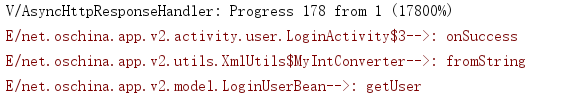 V/AsyncHttpResponseHandler: Progress 178 from 1 (17800%)
E/net.oschina.app.v2.activity.user.LoginActivity$3-->: onSuccess
E/net.oschina.app.v2.utils.XmlUtils$MyIntConverter-->: fromString
E/net.oschina.app.v2.model.LoginUserBean-->: getUser